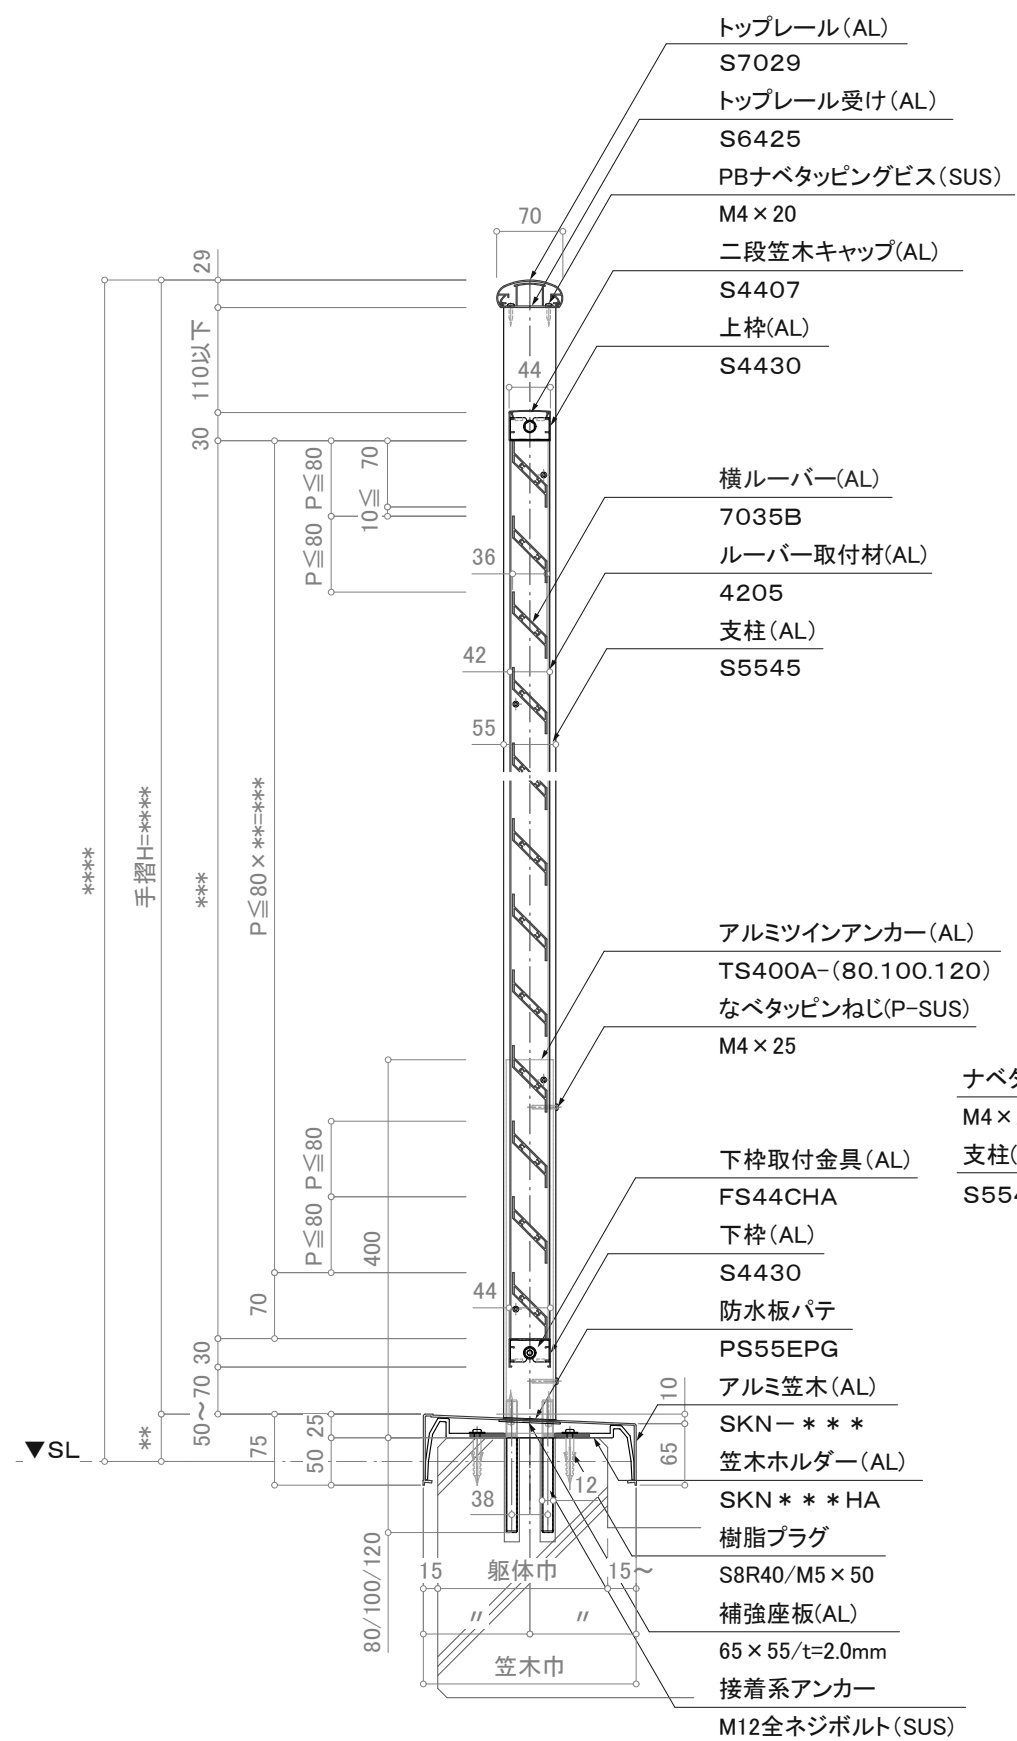 トップレール(AL)
S7029
トップレール受け(AL)
S6425
PBナベタッピングビス(SUS)
M4×20
二段笠木キャップ(AL)
S4407
上枠(AL)
S4430
横ルーバー(AL)
7035B
ルーバー取付材(AL)
4205
支柱(AL)
S5545
アルミツインアンカー(AL)
TS400A-(80.100.120)
なベタッピンねじ(P-SUS)
M4×25
ナベタ
M4×
支柱(
S554
下枠取付金具(AL)
FS44CHA
下枠(AL)
S4430
防水板パテ
PS55EPG
アルミ笠木(AL)
SKN-***
笠木ホルダー(AL)
SKN***HA
樹脂プラグ
S8R40/M5×50
補強座板(AL)
65×55/t=2.0mm
接着系アンカー
M12全ネジボルト(SUS)
70
29
110以下
30
44
P≦80
P≦80
70
10≦
36
42
55
****
手摺H=****
***
P≦80×**=***
P≦80
P≦80
400
70
44
30
50~70
**
25
75
50
10
65
▼SL
38
12
80/100/120
15
躯体巾
15~
〃
〃
笠木巾